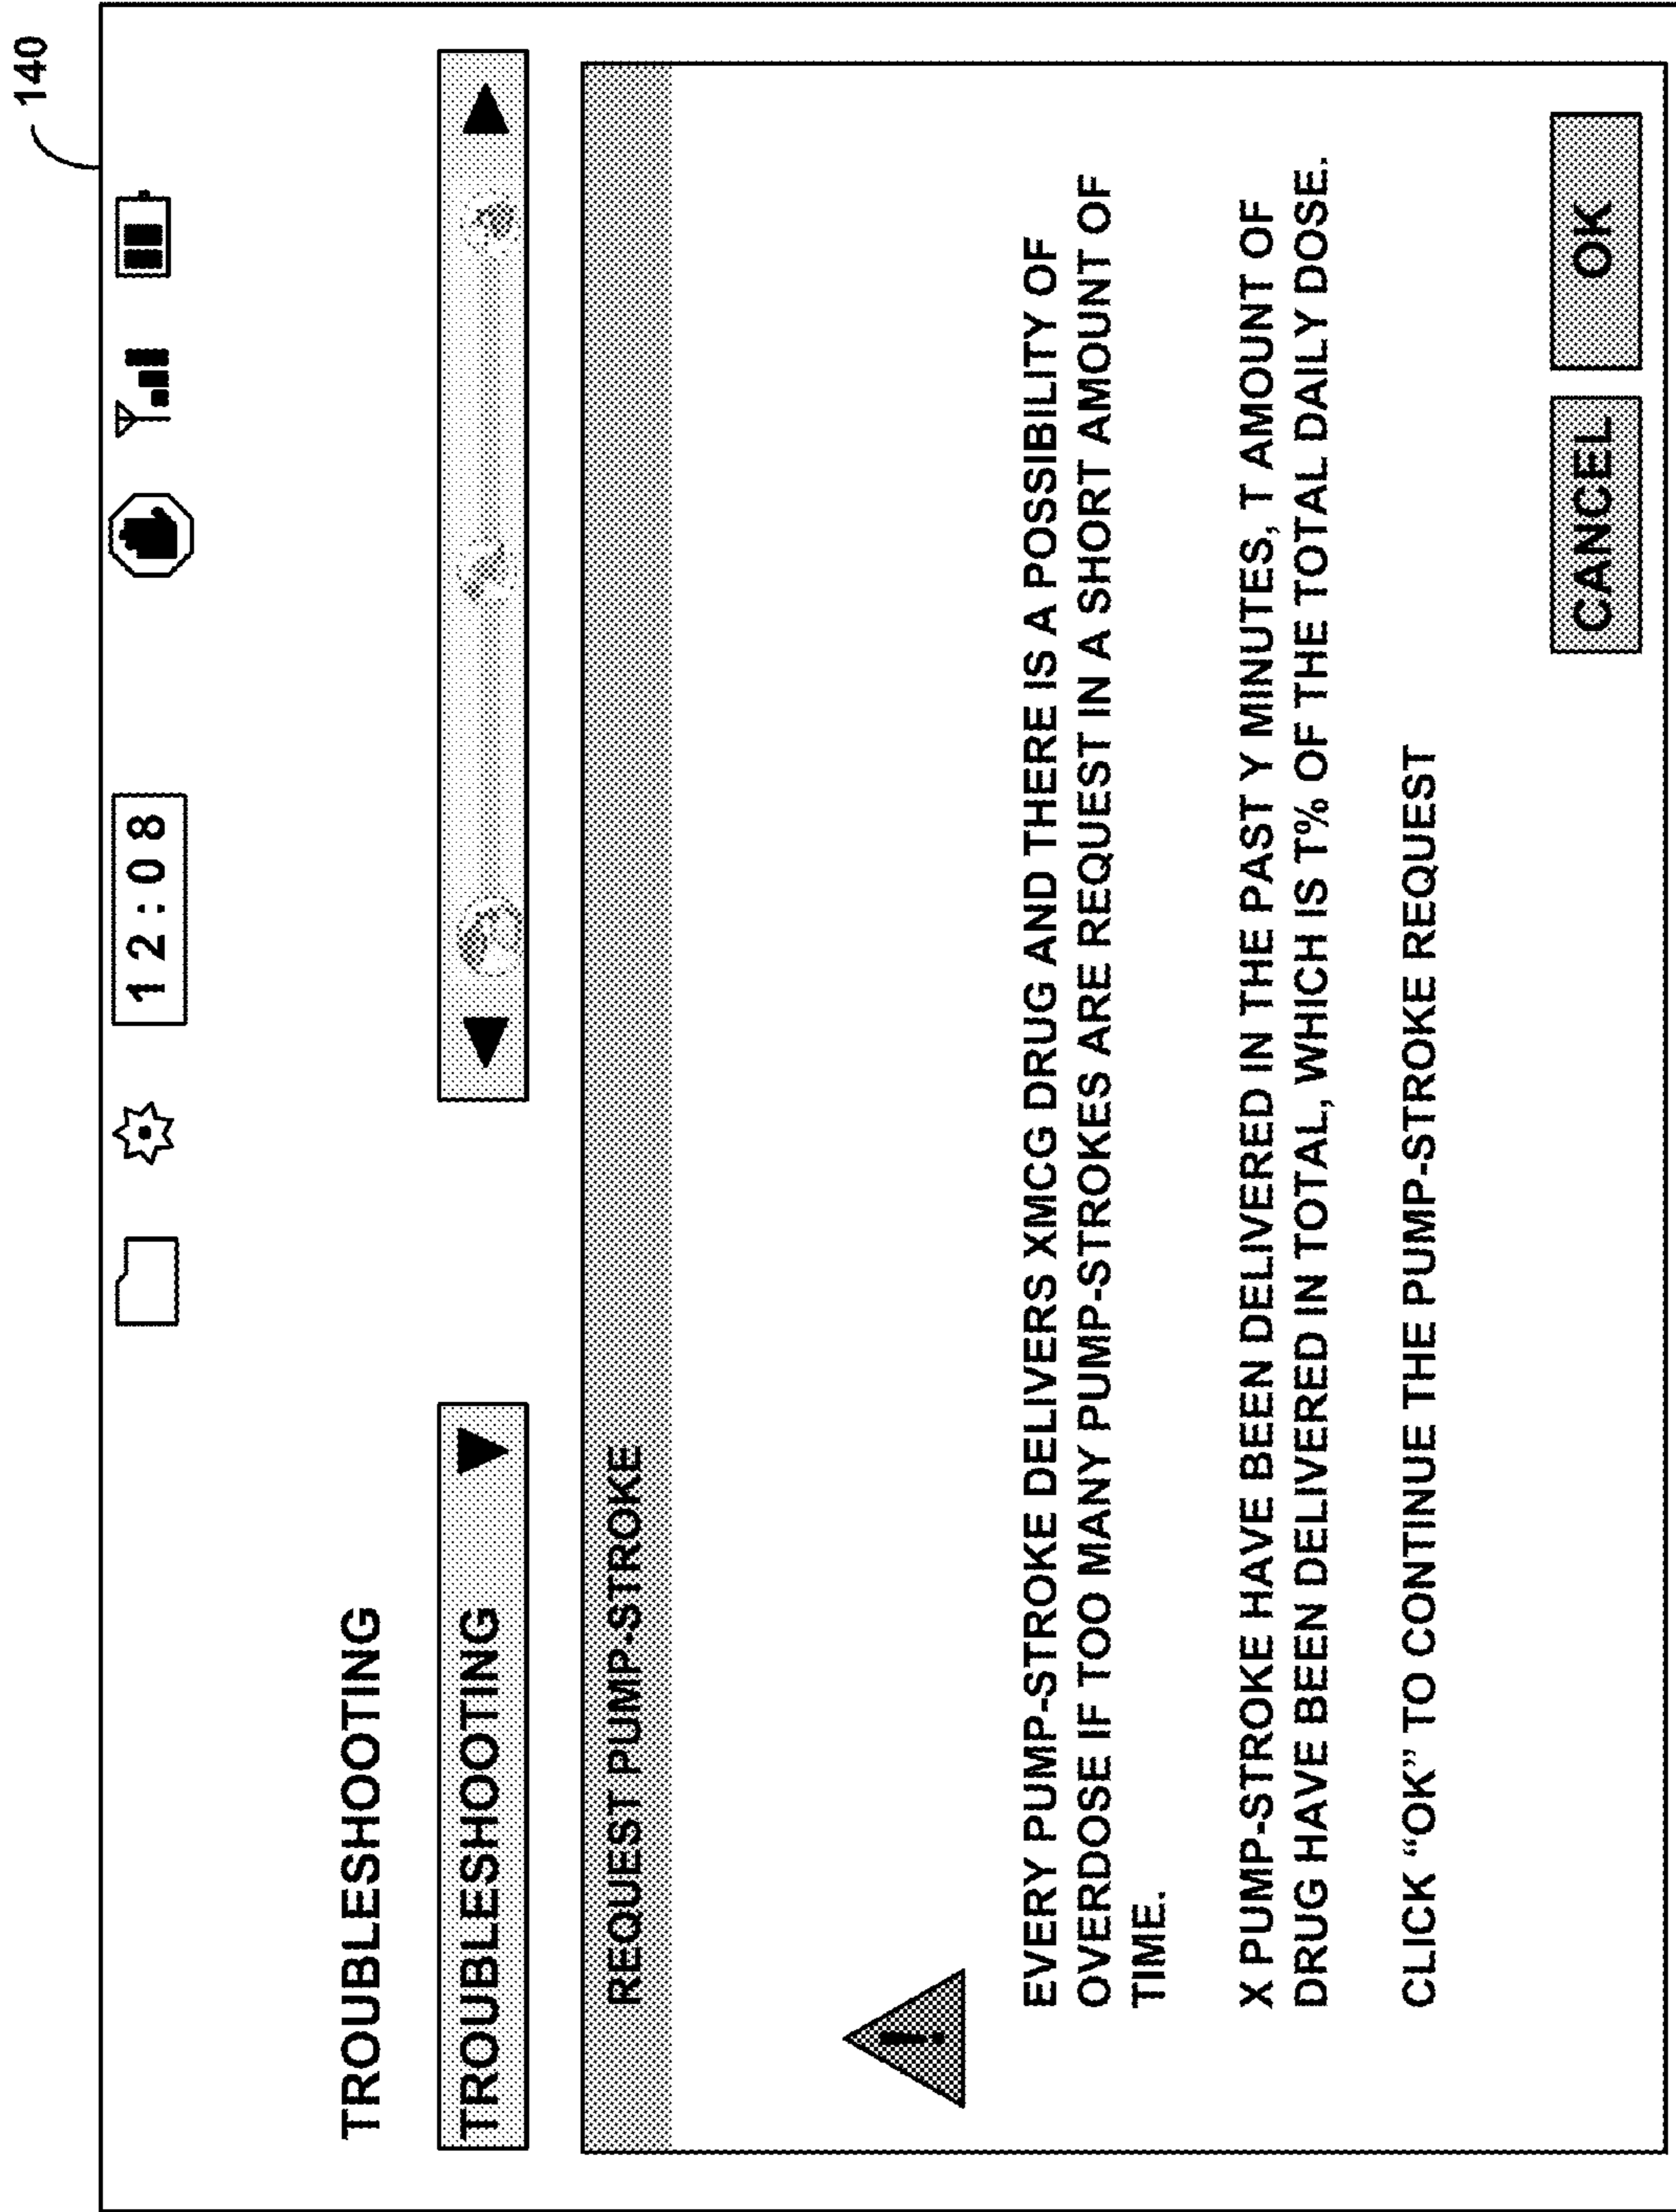 140
12:08
TROUBLESHOOTING
TROUBLESHOOTING
REQUEST PUMP-STROKE
!
EVERY PUMP-STROKE DELIVERS XMCG DRUG AND THERE IS A POSSIBILITY OF
OVERDOSE IF TOO MANY PUMP-STROKES ARE REQUEST IN A SHORT AMOUNT OF
TIME.
X PUMP-STROKE HAVE BEEN DELIVERED IN THE PAST Y MINUTES, T AMOUNT OF
DRUG HAVE BEEN DELIVERED IN TOTAL, WHICH IS T% OF THE TOTAL DAILY DOSE.
CLICK “OK” TO CONTINUE THE PUMP-STROKE REQUEST
CANCEL OK